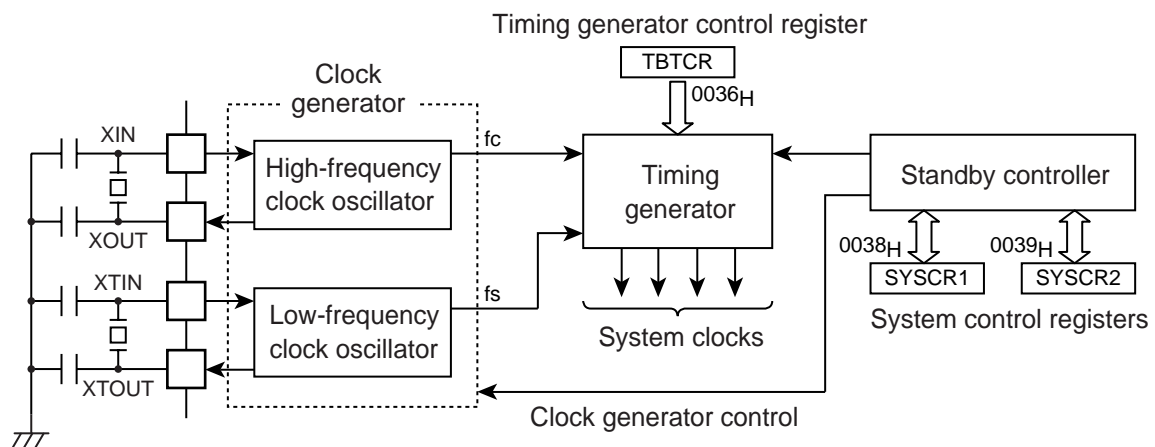 Timing generator control register
TBTCR
0036H
Clock
generator
XIN
High-frequency
clock oscillator
XOUT
fc
Timing
generator
Standby controller
0038H
0039H
SYSCR1
SYSCR2
System control registers
XTIN
Low-frequency
clock oscillator
XTOUT
fs
System clocks
Clock generator control